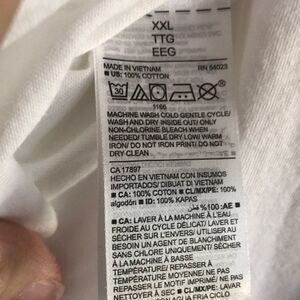 XXL
TTG
EEG
MADE IN VIETNAM RN 54023
■ US: 100% COTTON
30
1166
MACHINE WASH COLD GENTLE CYCLE/
WASH AND DRY INSIDE OUT/ ONLY
NON-CHLORINE BLEACH WHEN
NEEDED/ TUMBLE DRY LOW/ WARM
IRON/ DO NOT IRON PRINT/ DO NOT
DRY CLEAN
CA 17897
HECHO EN VIETNAM CON INSUMOS
IMPORTADOS/ DIBUAT DI VIETNAM
■ CA: 100% COTON ■ CL/MX/PE: 100%
algodón ■ ID: 100% KAPAS
■ CA: LAVER À LA MACHINE À L'EAU
FROIDE AU CYCLE DÉLICAT/ LAVER ET
SÉCHER SUR L'ENVERS/ UTILISER AU
BESOIN UN AGENT DE BLANCHIMENT
SANS CHLORE UNIQUEMENT/ SÉCHER
À LA MACHINE À BASSE
TEMPÉRATURE/ REPASSER À
TEMPÉRATURE MOYENNE/ NE PAS
REPASSER LE MOTIF IMPRIMÉ/ NE PAS
NETTOYER À SEC ■ CL/MX/PE: LAVAR